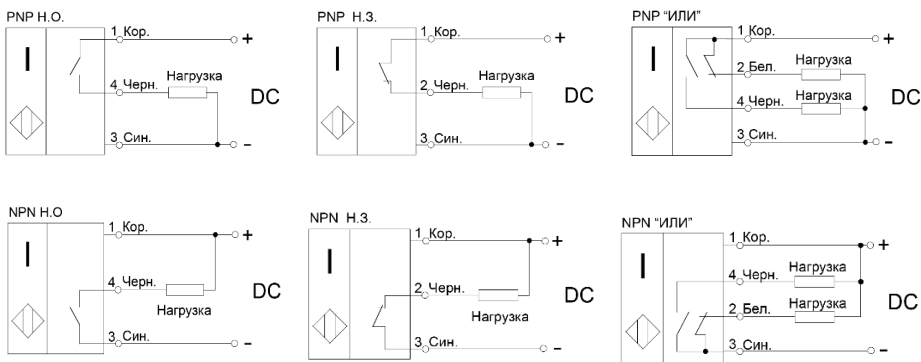 PNP Н.О.
1 Кор.
+
4 Черн.
Нагрузка
DC
3 Син.
-
PNP Н.З.
1 Кор.
+
2 Черн.
Нагрузка
DC
3 Син.
-
PNP “ИЛИ”
1 Кор.
+
2 Бел.
Нагрузка
4 Черн.
Нагрузка
DC
3 Син.
-
NPN Н.О
1 Кор.
+
4 Черн.
Нагрузка
DC
3 Син.
-
NPN Н.З.
1 Кор.
+
2 Черн.
Нагрузка
DC
3 Син.
-
NPN “ИЛИ”
1 Кор.
+
4 Черн.
Нагрузка
2 Бел.
Нагрузка
DC
3 Син.
-